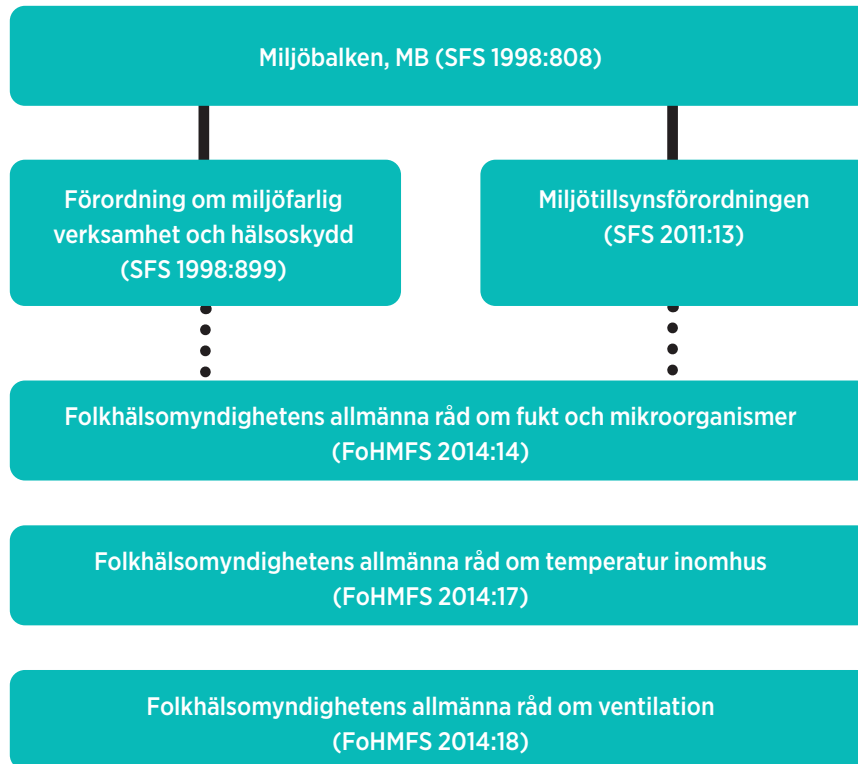 Miljöbalken, MB (SFS 1998:808)
Förordning om miljöfarlig
verksamhet och hälsoskydd
(SFS 1998:899)
Miljötillsynsförordningen
(SFS 2011:13)
Folkhälsomyndighetens allmänna råd om fukt och mikroorganismer
(FoHMFS 2014:14)
Folkhälsomyndighetens allmänna råd om temperatur inomhus
(FoHMFS 2014:17)
Folkhälsomyndighetens allmänna råd om ventilation
(FoHMFS 2014:18)